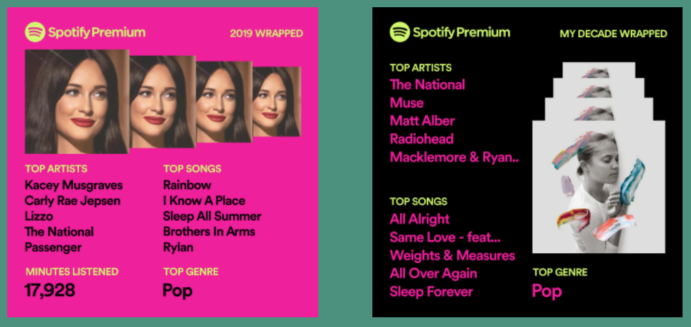 Spotify Premium
2019 WRAPPED
TOP ARTISTS
Kacey Musgraves
Carly Rae Jepsen
Lizzo
The National
Passenger
TOP SONGS
Rainbow
I Know A Place
Sleep All Summer
Brothers In Arms
Rylan
MINUTES LISTENED
17,928
TOP GENRE
Pop
Spotify Premium
MY DECADE WRAPPED
TOP ARTISTS
The National
Muse
Matt Alber
Radiohead
Macklemore & Ryan..
TOP SONGS
All Alright
Same Love - feat...
Weights & Measures
All Over Again
Sleep Forever
TOP GENRE
Pop